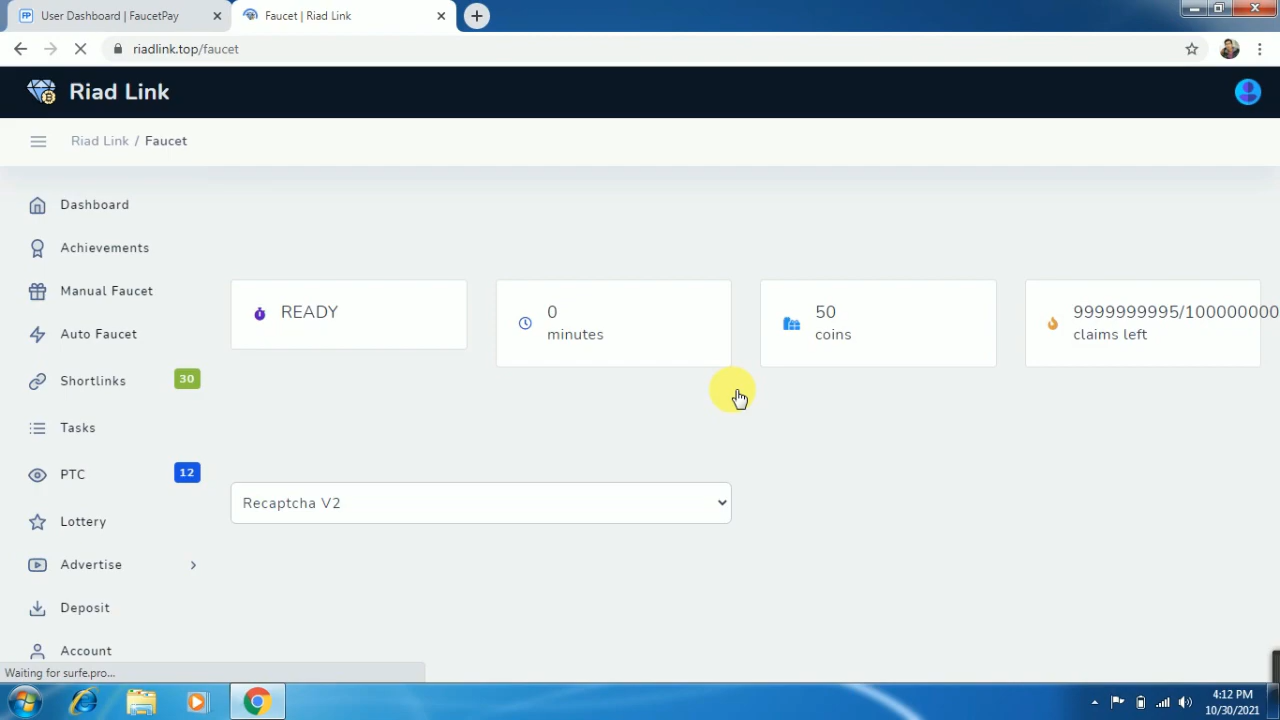 User Dashboard | FaucetPay
Faucet | Riad Link
riadlink.top/faucet
Riad Link
Riad Link / Faucet
Dashboard
Achievements
Manual Faucet
Auto Faucet
Shortlinks 30
Tasks
PTC 12
Lottery
Advertise
Deposit
Account
READY
0
minutes
50
coins
9999999995/100000000
claims left
Recaptcha V2
Waiting for surfe.pro...
4:12 PM
10/30/2021